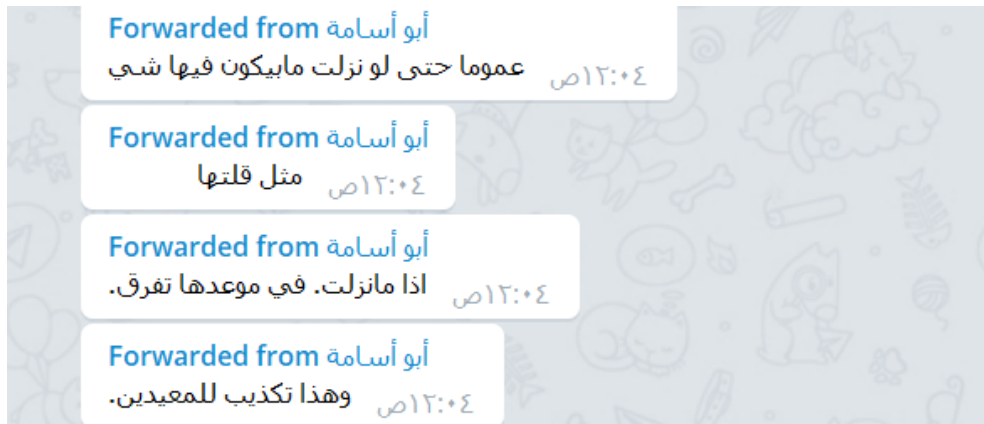 Forwarded from أبو أسامة
عموما حتى لو نزلت مابيكون فيها شي
١٢:٠٤ص
Forwarded from أبو أسامة
مثل قلتها
١٢:٠٤ص
Forwarded from أبو أسامة
اذا مانزلت. في موعدها تفرق.
١٢:٠٤ص
Forwarded from أبو أسامة
وهذا تكذيب للمعيدين.
١٢:٠٤ص